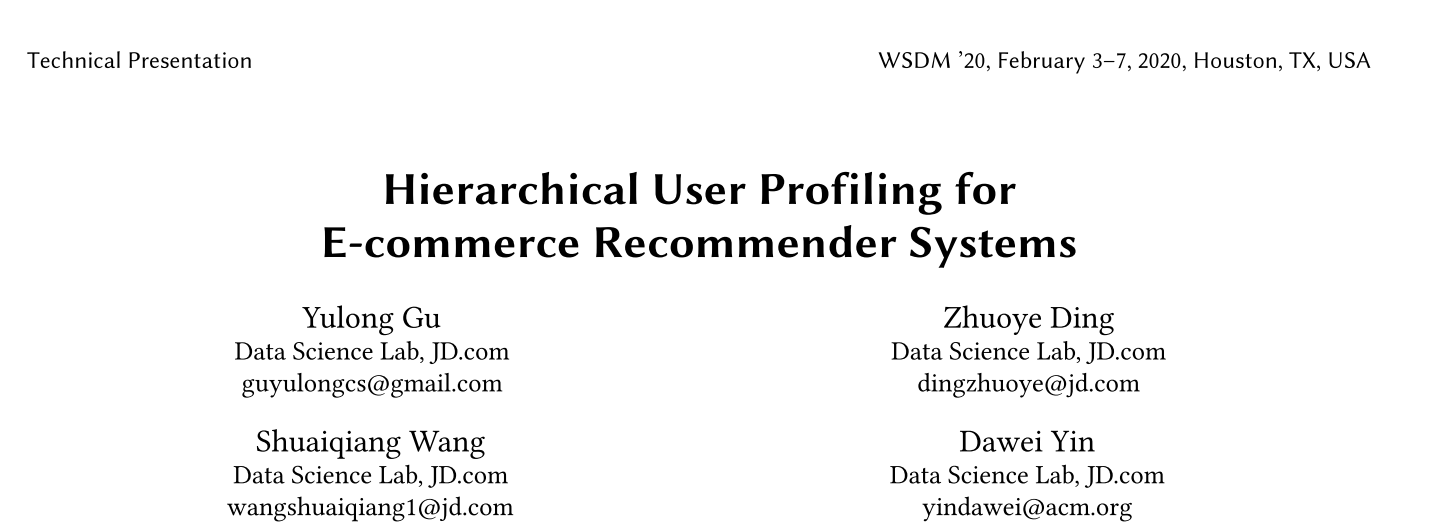 Technical Presentation
WSDM ’20, February 3–7, 2020, Houston, TX, USA
Hierarchical User Profiling for
E-commerce Recommender Systems
Yulong Gu
Data Science Lab, JD.com
guyulongcs@gmail.com
Zhuoye Ding
Data Science Lab, JD.com
dingzhuoye@jd.com
Shuaiqiang Wang
Data Science Lab, JD.com
wangshuaiqiang1@jd.com
Dawei Yin
Data Science Lab, JD.com
yindawei@acm.org